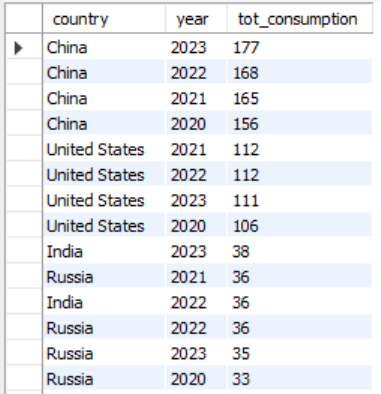 country year tot_consumption
China 2023 177
China 2022 168
China 2021 165
China 2020 156
United States 2021 112
United States 2022 112
United States 2023 111
United States 2020 106
India 2023 38
Russia 2021 36
India 2022 36
Russia 2022 36
Russia 2023 35
Russia 2020 33